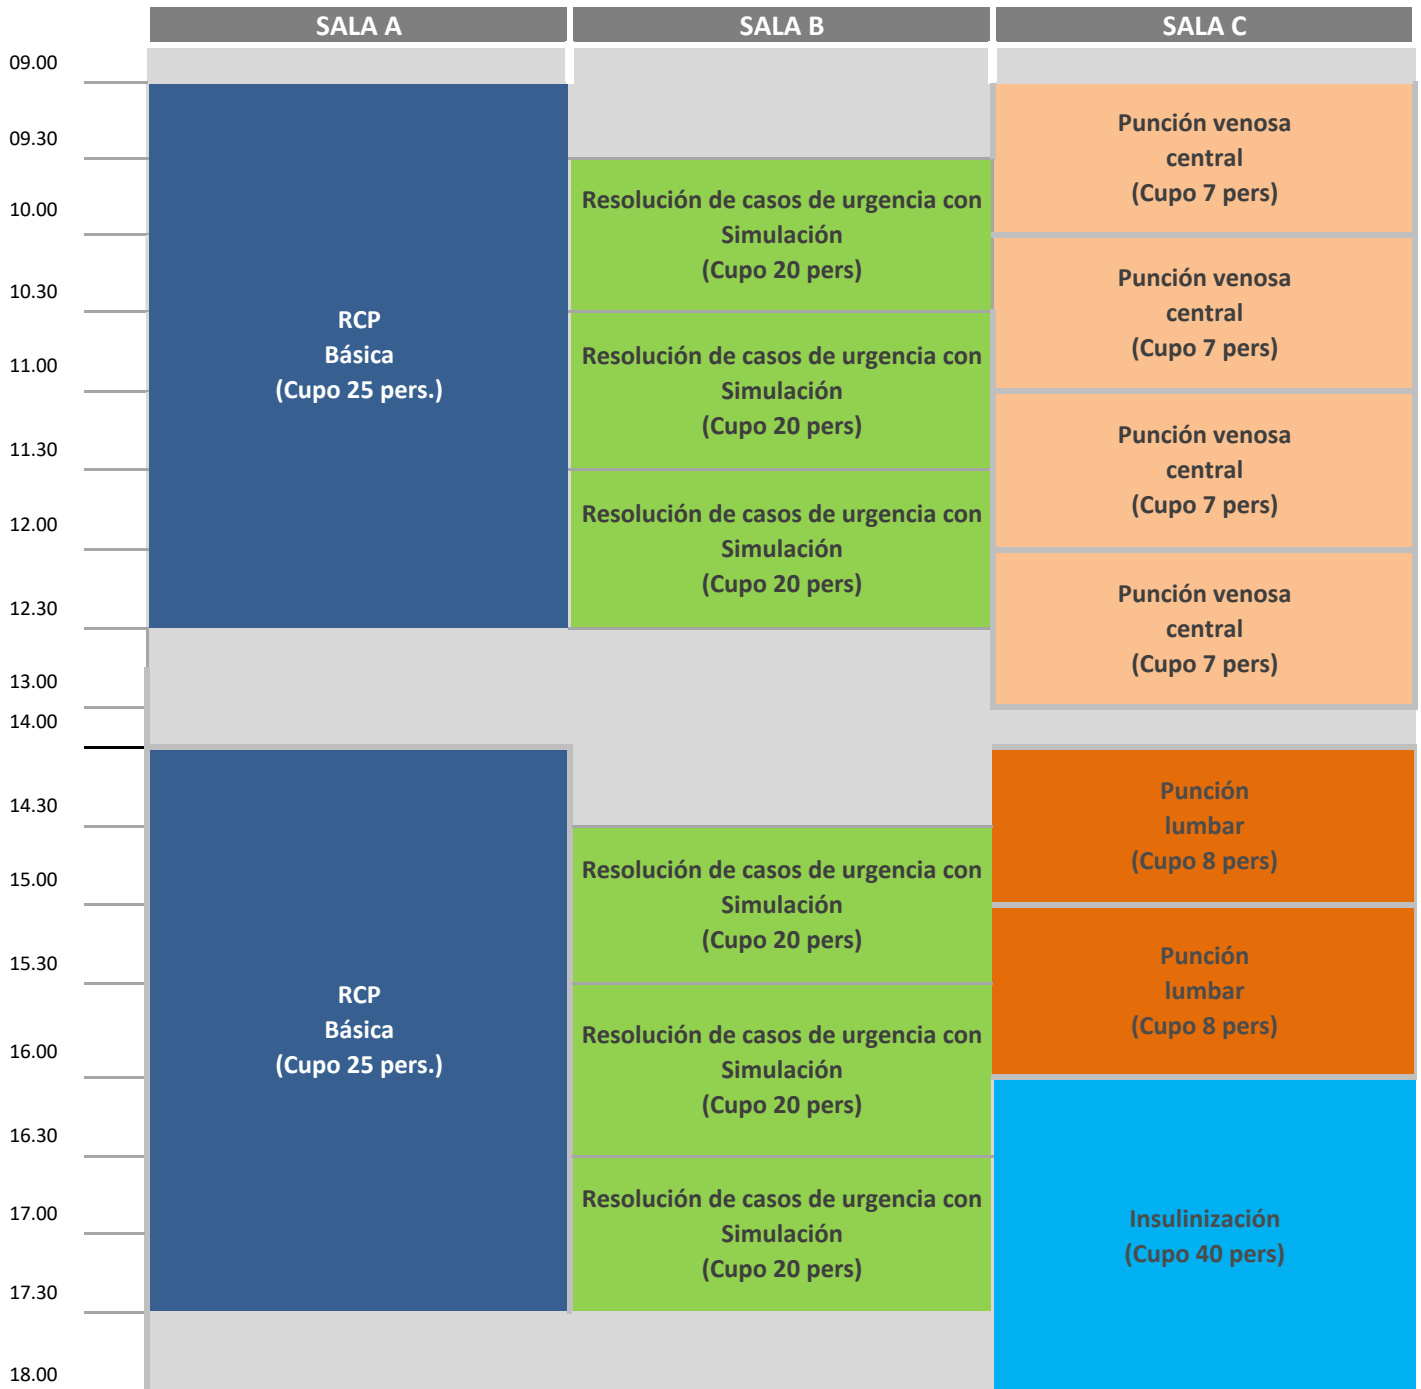 SALA A
SALA B
SALA C
09.00
09.30
10.00
10.30
11.00
11.30
12.00
12.30
13.00
14.00
14.30
15.00
15.30
16.00
16.30
17.00
17.30
18.00
RCP
Básica
(Cupo 25 pers.)
RCP
Básica
(Cupo 25 pers.)
Resolución de casos de urgencia con
Simulación
(Cupo 20 pers)
Resolución de casos de urgencia con
Simulación
(Cupo 20 pers)
Resolución de casos de urgencia con
Simulación
(Cupo 20 pers)
Resolución de casos de urgencia con
Simulación
(Cupo 20 pers)
Resolución de casos de urgencia con
Simulación
(Cupo 20 pers)
Resolución de casos de urgencia con
Simulación
(Cupo 20 pers)
Punción venosa
central
(Cupo 7 pers)
Punción venosa
central
(Cupo 7 pers)
Punción venosa
central
(Cupo 7 pers)
Punción venosa
central
(Cupo 7 pers)
Punción
lumbar
(Cupo 8 pers)
Punción
lumbar
(Cupo 8 pers)
Insulinización
(Cupo 40 pers)